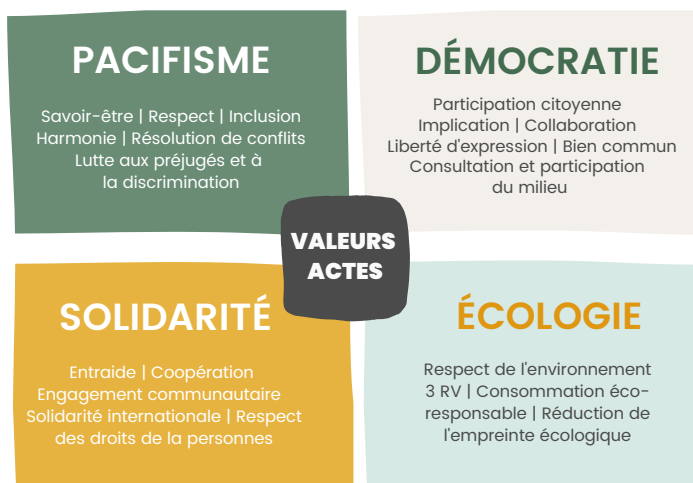 PACIFISME
Savoir-être | Respect | Inclusion
Harmonie | Résolution de conflits
Lutte aux préjugés et à
la discrimination
DÉMOCRATIE
Participation citoyenne
Implication | Collaboration
Liberté d'expression | Bien commun
Consultation et participation
du milieu
VALEURS
ACTES
SOLIDARITÉ
Entraide | Coopération
Engagement communautaire
Solidarité internationale | Respect
des droits de la personnes
ÉCOLOGIE
Respect de l'environnement
3 RV | Consommation éco-
responsable | Réduction de
l'empreinte écologique